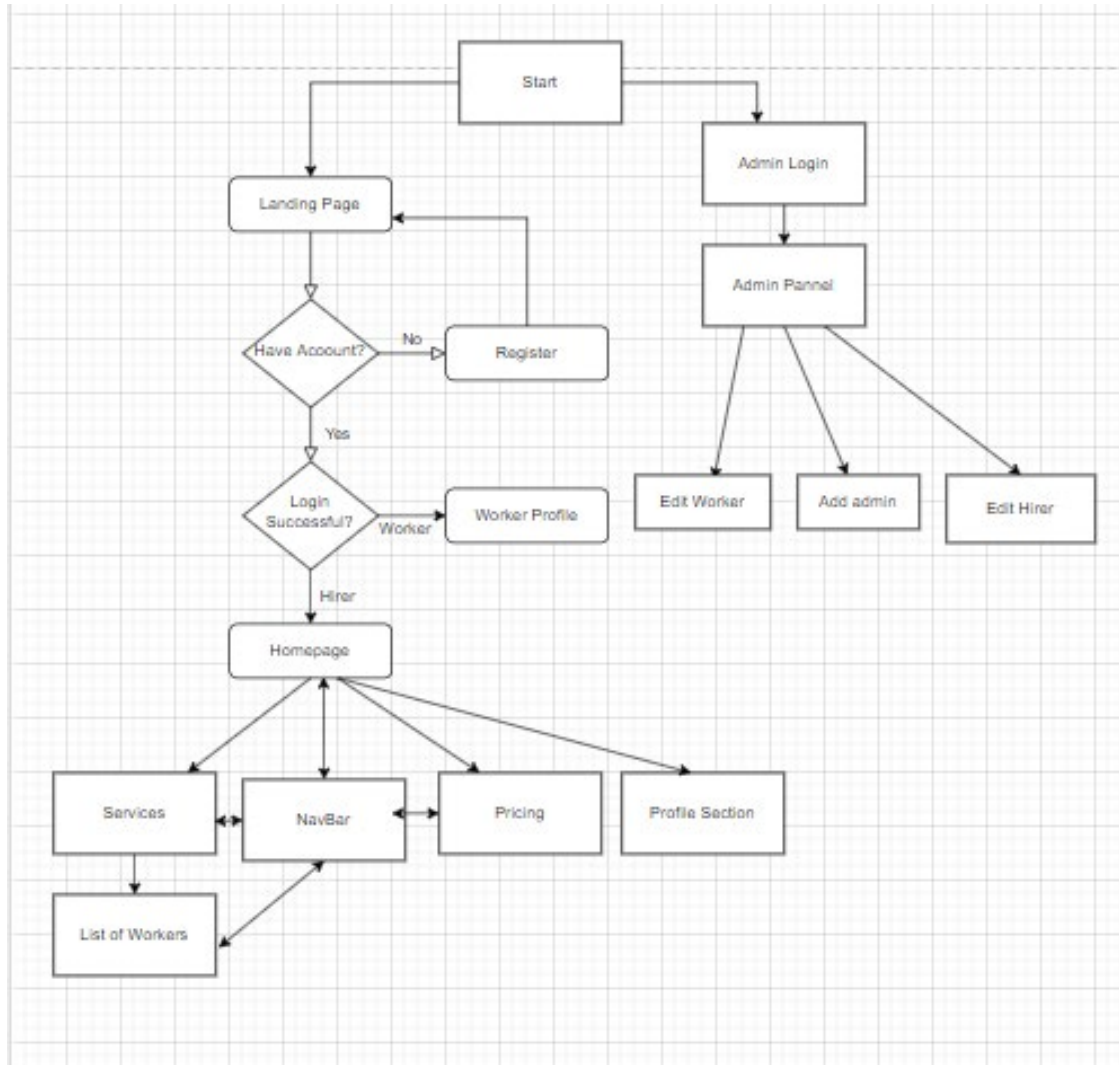 Start
Admin Login
Landing Page
Admin Pannel
Have Account?
No
Register
Yes
Login
Successful?
Worker
Worker Profile
Edit Worker
Add admin
Edit Hirer
Hirer
Homepage
Services
NavBar
Pricing
Profile Section
List of Workers